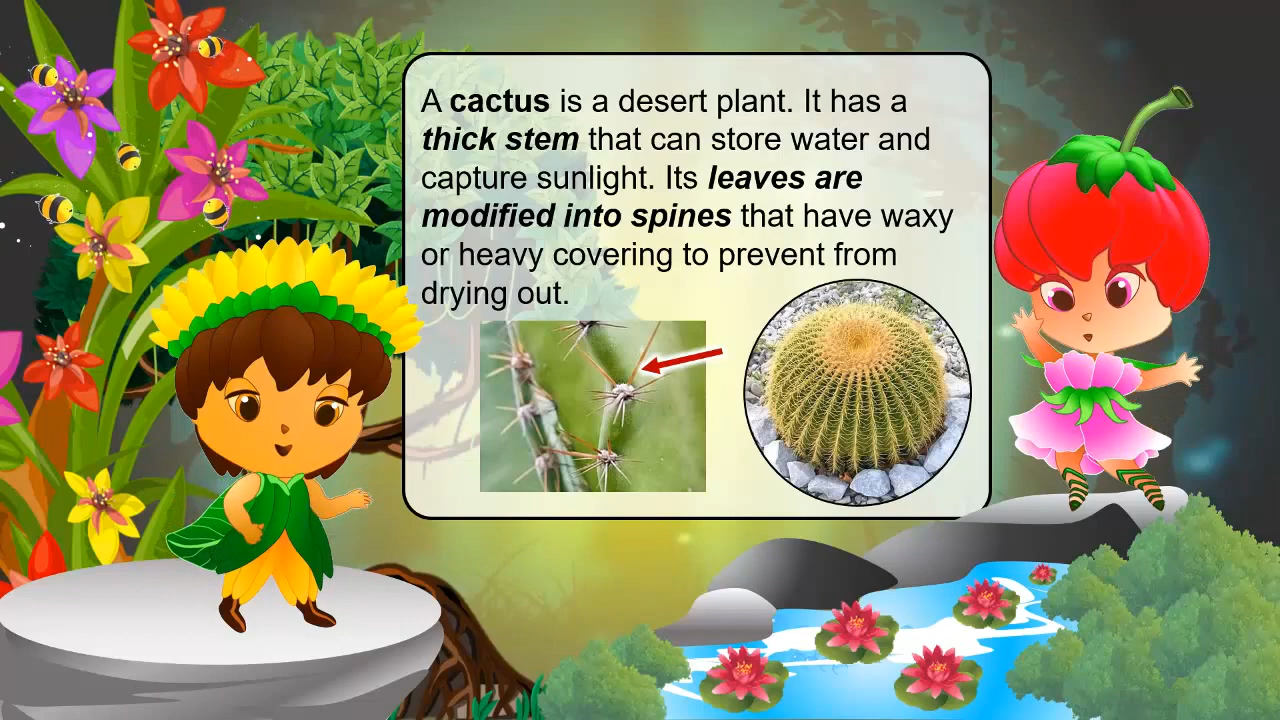 A cactus is a desert plant. It has a
thick stem that can store water and
capture sunlight. Its leaves are
modified into spines that have waxy
or heavy covering to prevent from
drying out.